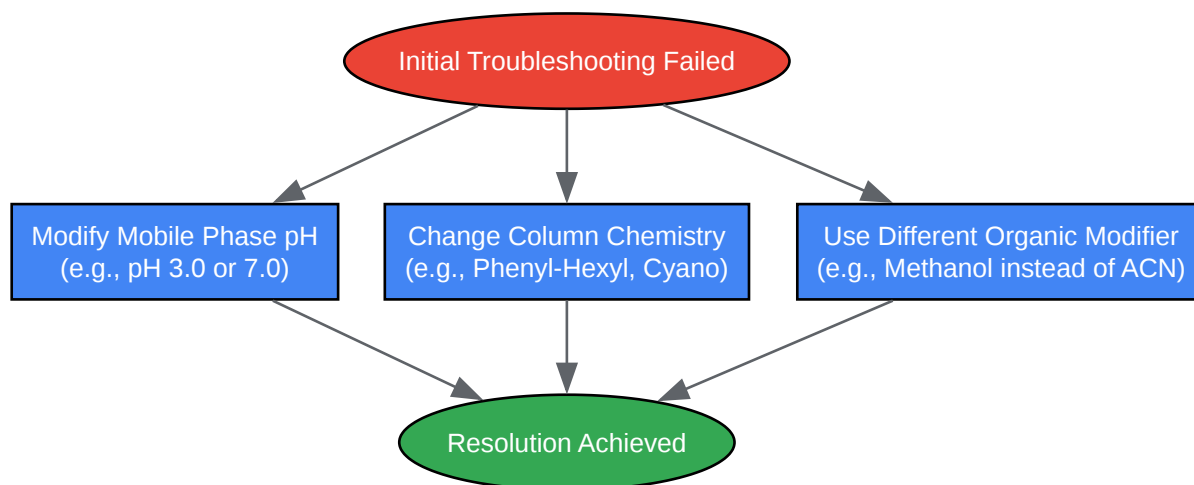 Initial Troubleshooting Failed
Modify Mobile Phase pH
(e.g., pH 3.0 or 7.0)
Change Column Chemistry
(e.g., Phenyl-Hexyl, Cyano)
Use Different Organic Modifier
(e.g., Methanol instead of ACN)
Resolution Achieved